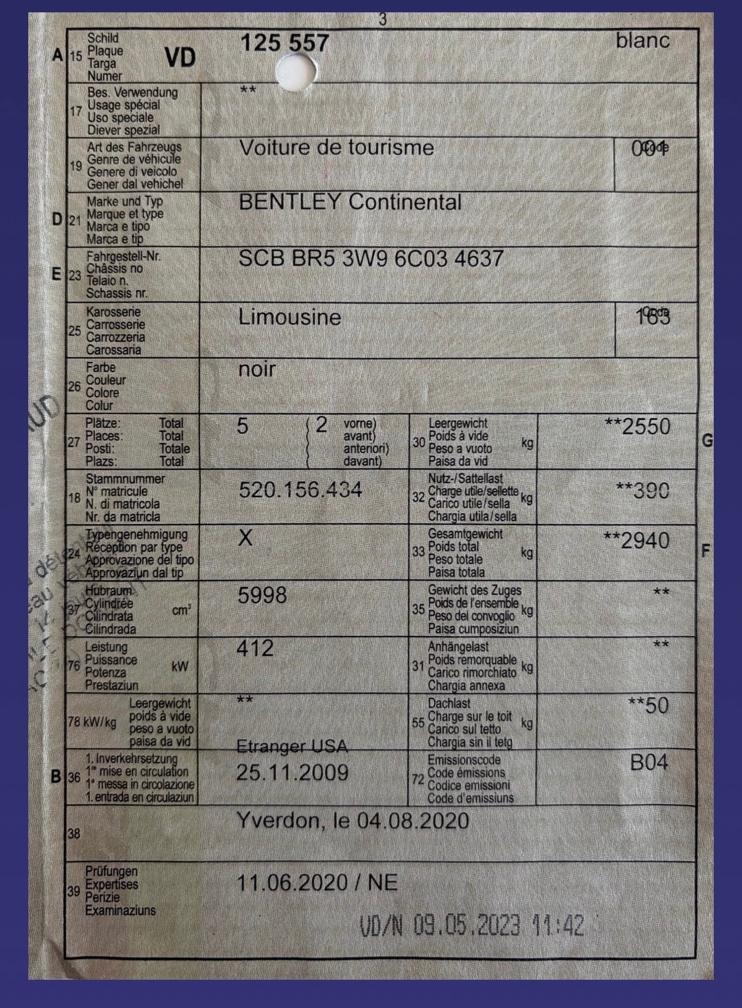 3
A 15 Schild VD 125 557 blanc
Plaque
Targa
Numer
17 Bes. Verwendung **
Usage spécial
Uso speciale
Diever spezial
19 Art des Fahrzeugs Voiture de tourisme 001 Code
Genre de véhicule
Genere di veicolo
Gener dal vehichel
D 21 Marke und Typ BENTLEY Continental
Marque et type
Marca e tipo
Marca e tip
E 23 Fahrgestell-Nr. SCB BR5 3W9 6C03 4637
Châssis no
Telaio n.
Schassis nr.
25 Karosserie Limousine 163 Code
Carrosserie
Carrozzeria
Carossaria
26 Farbe noir
Couleur
Colore
Colur
27 Plätze: Total 5 ( 2 vorne)
Places: Total ( avant)
Posti: Totale ( anteriori)
Plazs: Total ( davant)
30 Leergewicht **2550 G
Poids à vide kg
Peso a vuoto
Paisa da vid
18 Stammnummer 520.156.434
N° matricule
N. di matricola
Nr. da matricla
32 Nutz-/Sattellast **390
Charge utile/sellette kg
Carico utile/sella
Chargia utila/sella
24 Typengenehmigung X
Réception par type
Approvazione del tipo
Approvaziun dal tip
33 Gesamtgewicht **2940 F
Poids total kg
Peso totale
Paisa totala
37 Hubraum 5998
Cylindrée cm³
Cilindrata
Cilindrada
35 Gewicht des Zuges **
Poids de l'ensemble kg
Peso del convoglio
Paisa cumposiziun
76 Leistung 412
Puissance kW
Potenza
Prestaziun
31 Anhängelast **
Poids remorquable kg
Carico rimorchiato
Chargia annexa
78 kW/kg Leergewicht **
poids à vide
peso a vuoto
paisa da vid
55 Dachlast **50
Charge sur le toit kg
Carico sul tetto
Chargia sin il tetg
Etranger USA
B 36 1. Inverkehrsetzung 25.11.2009
1re mise en circulation
1a messa in circolazione
1. entrada en circulaziun
72 Emissionscode B04
Code émissions
Codice emissioni
Code d'emissiuns
38 Yverdon, le 04.08.2020
39 Prüfungen 11.06.2020 / NE
Expertises
Perizie
Examinaziuns
VD/N 09.05.2023 11:42